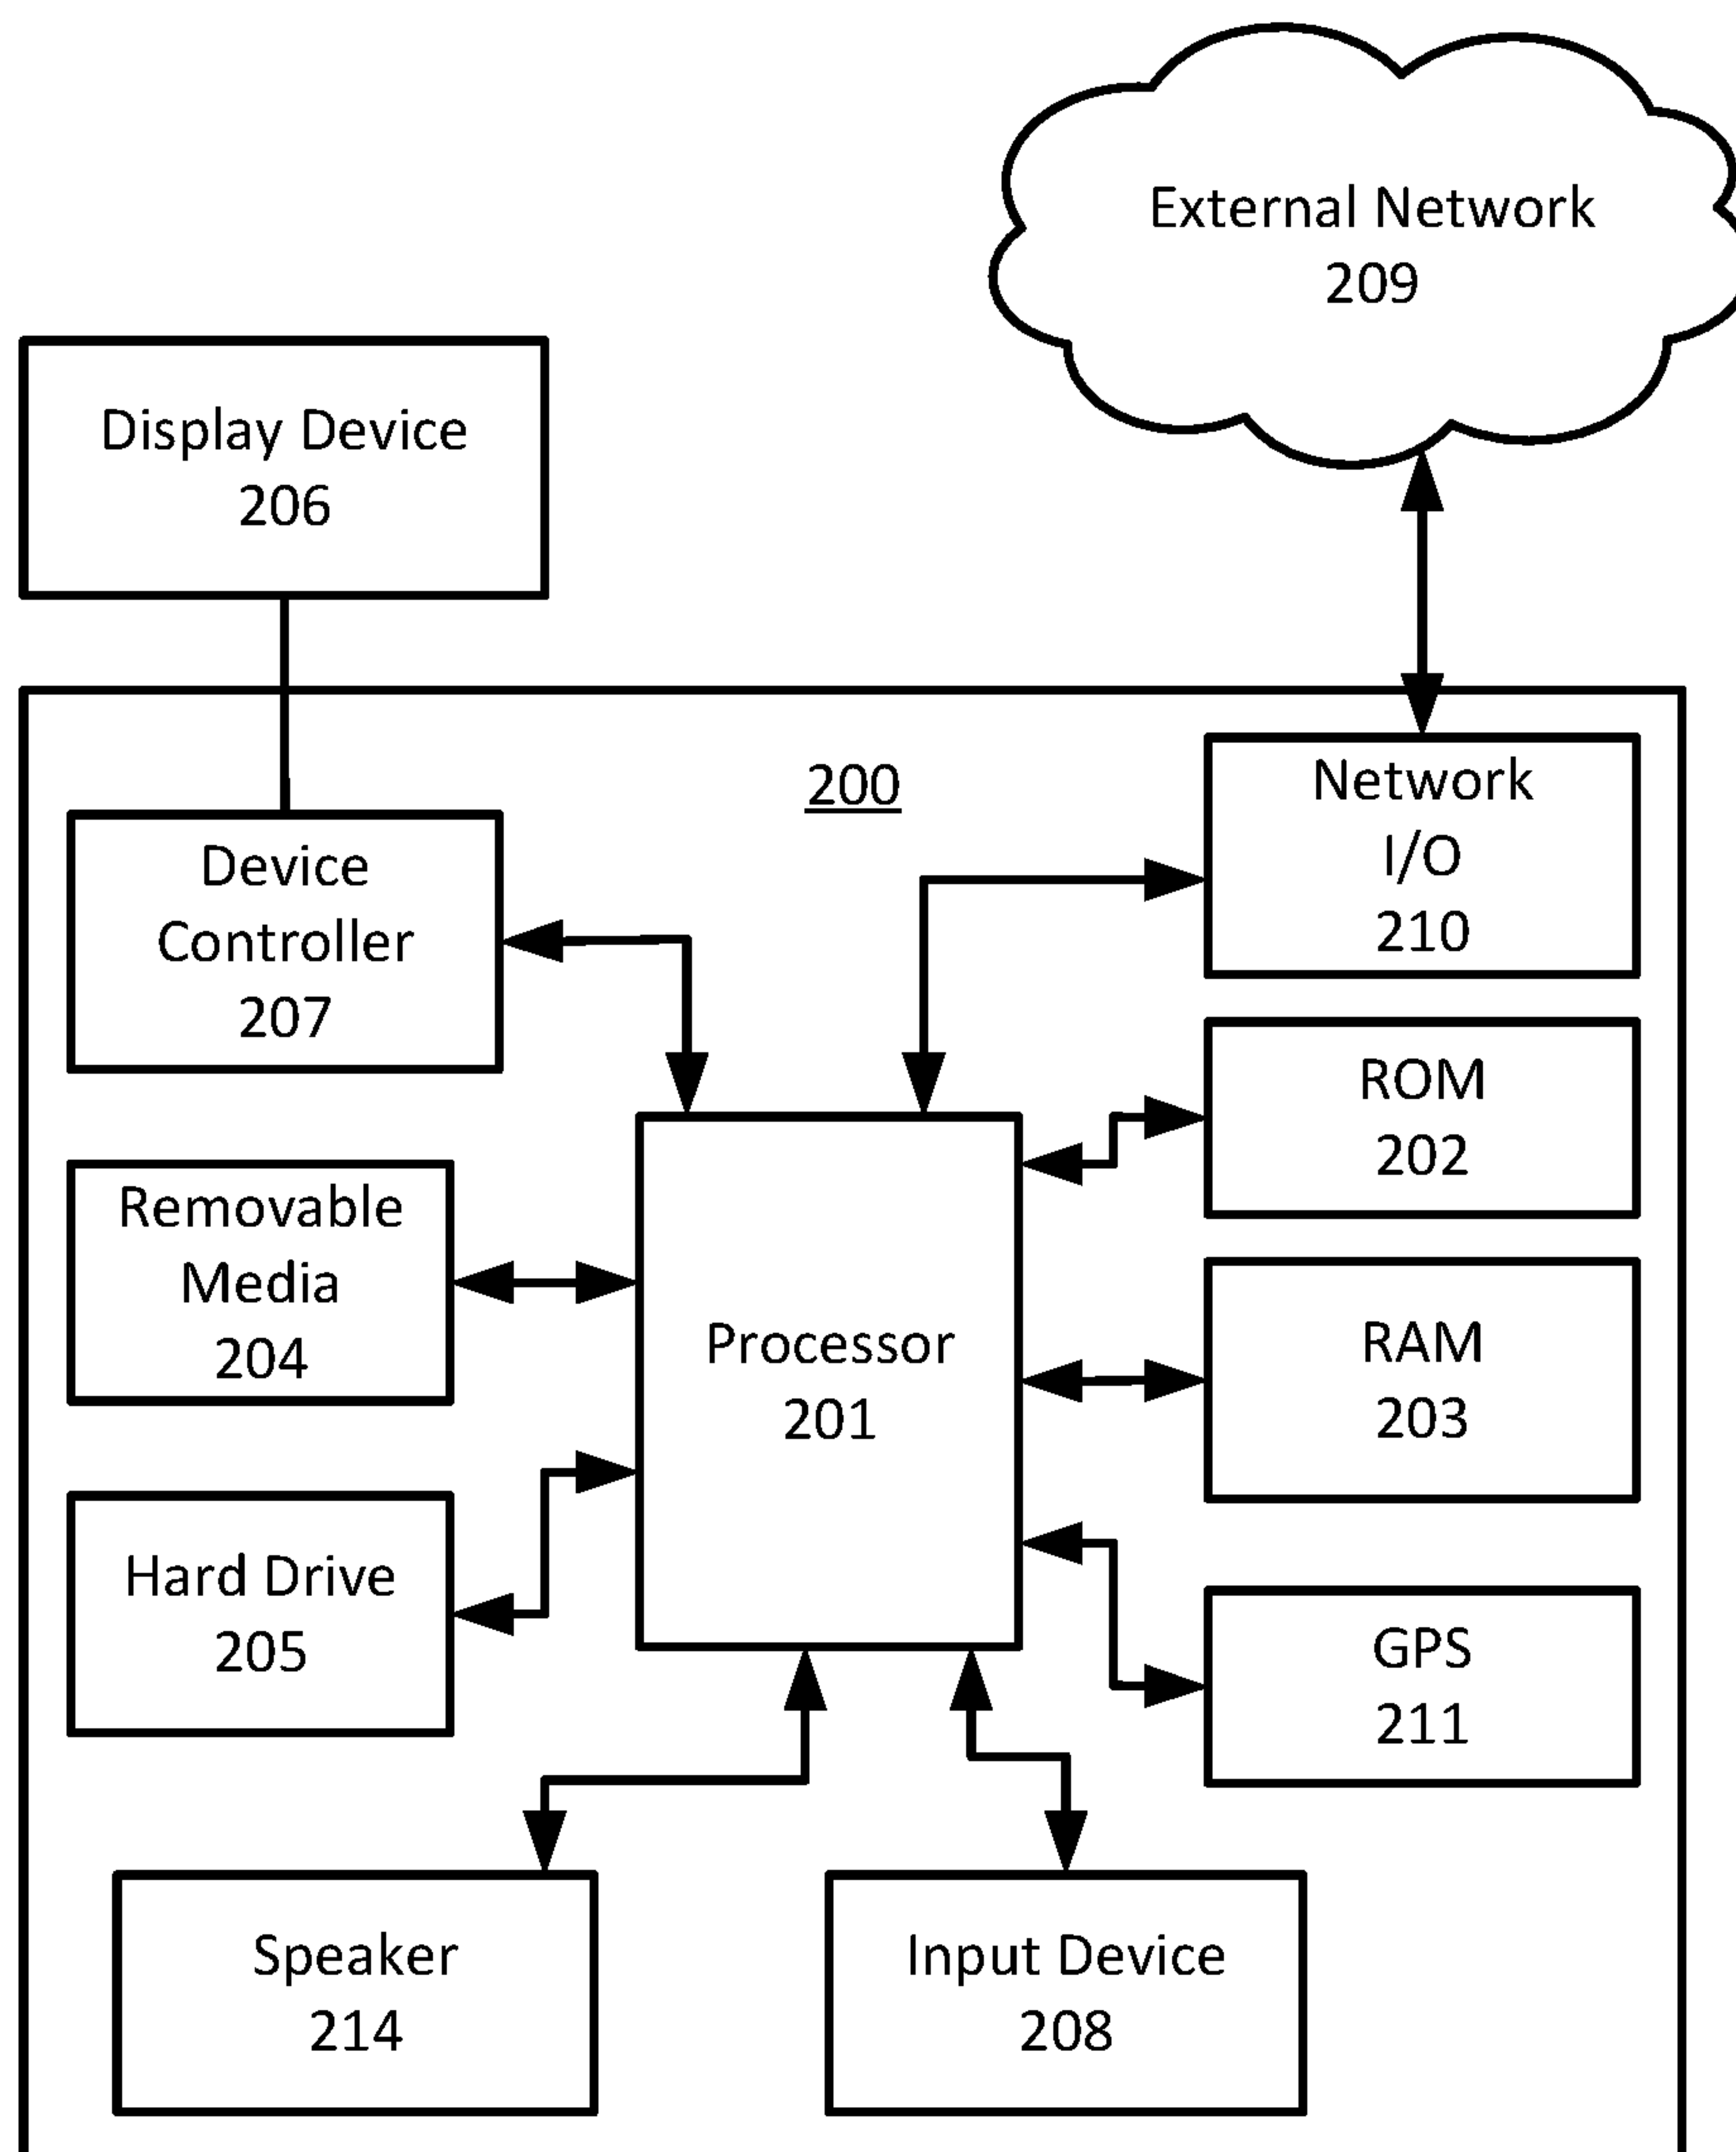 External Network
209
Display Device
206
200
Network
I/O
210
Device
Controller
207
ROM
202
Removable
Media
204
Processor
201
RAM
203
Hard Drive
205
GPS
211
Speaker
214
Input Device
208